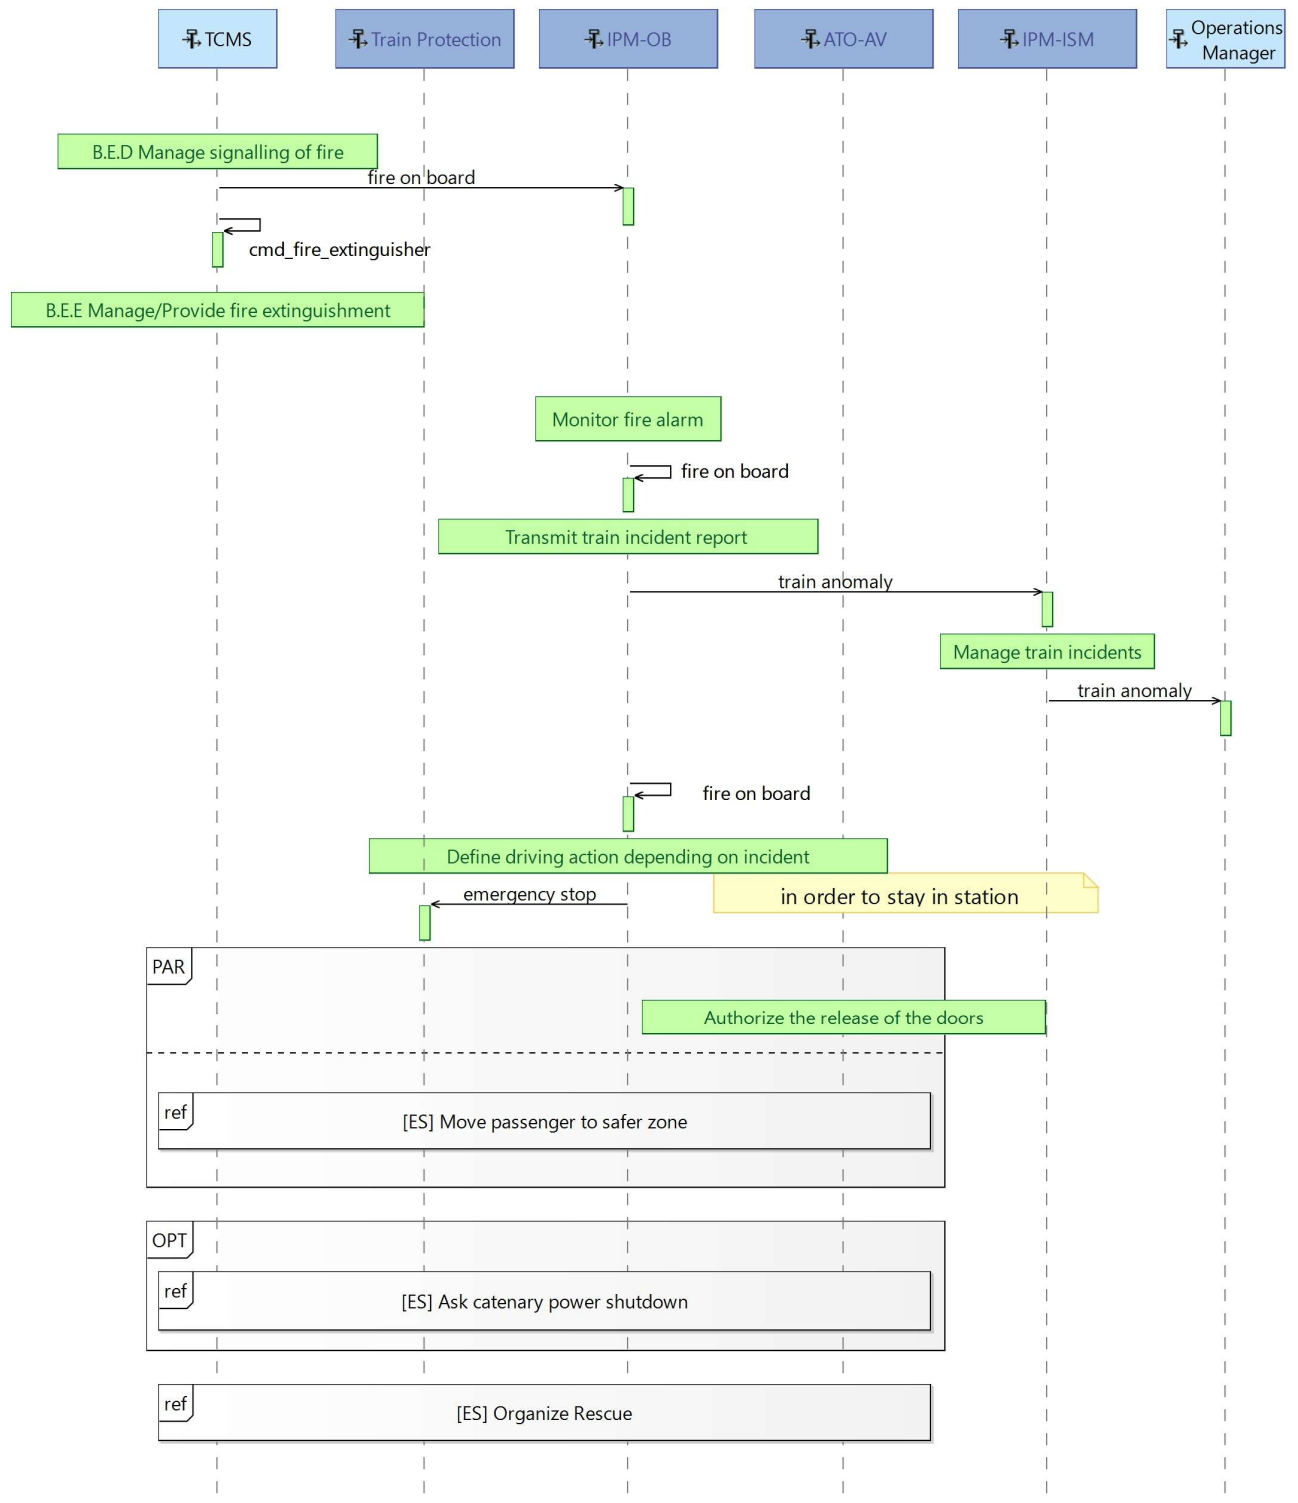 TCMS
Train Protection
IPM-OB
ATO-AV
IPM-ISM
Operations
Manager
B.E.D Manage signalling of fire
fire on board
cmd_fire_extinguisher
B.E.E Manage/Provide fire extinguishment
Monitor fire alarm
fire on board
Transmit train incident report
train anomaly
Manage train incidents
train anomaly
fire on board
Define driving action depending on incident
emergency stop
in order to stay in station
PAR
Authorize the release of the doors
ref
[ES] Move passenger to safer zone
OPT
ref
[ES] Ask catenary power shutdown
ref
[ES] Organize Rescue